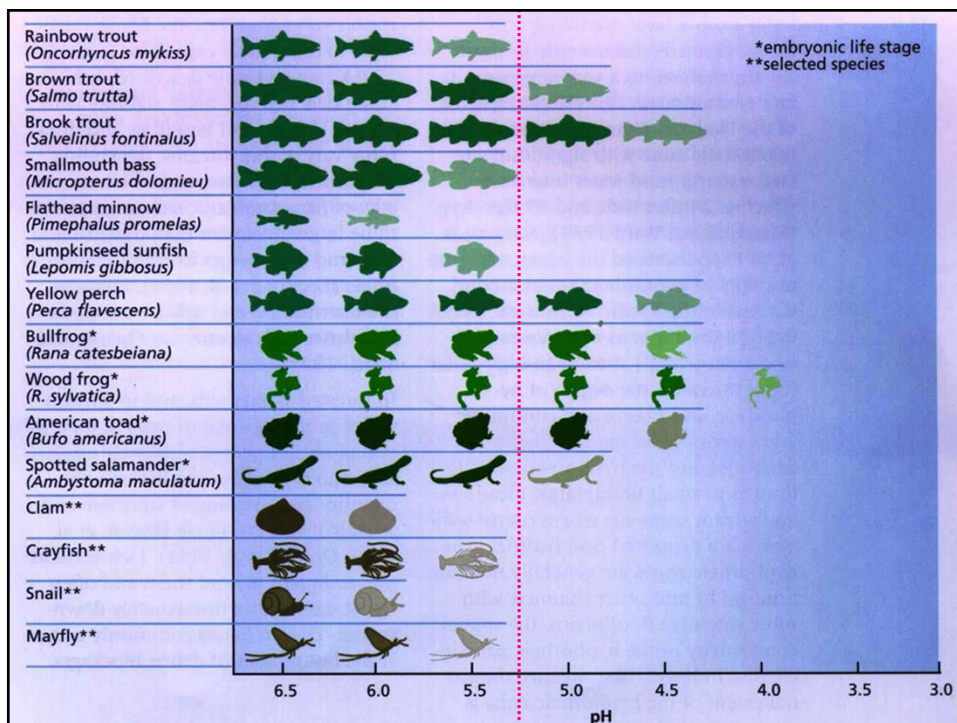 Rainbow trout
(Oncorhyncus mykiss)
*embryonic life stage
**selected species
Brown trout
(Salmo trutta)
Brook trout
(Salvelinus fontinalus)
Smallmouth bass
(Micropterus dolomieu)
Flathead minnow
(Pimephalus promelas)
Pumpkinseed sunfish
(Lepomis gibbosus)
Yellow perch
(Perca flavescens)
Bullfrog*
(Rana catesbeiana)
Wood frog*
(R. sylvatica)
American toad*
(Bufo americanus)
Spotted salamander*
(Ambystoma maculatum)
Clam**
Crayfish**
Snail**
Mayfly**
6.5 6.0 5.5 5.0 4.5 4.0 3.5 3.0
pH